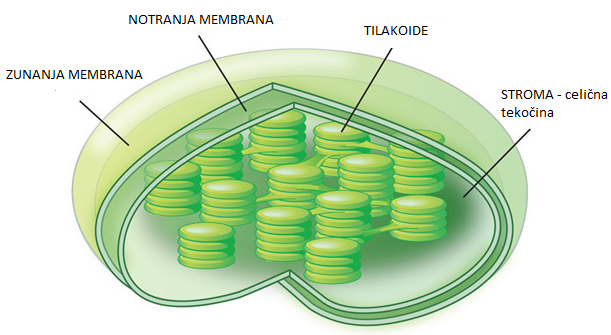 NOTRANJA MEMBRANA
TILAKOIDE
ZUNANJA MEMBRANA
STROMA - celična
tekočina